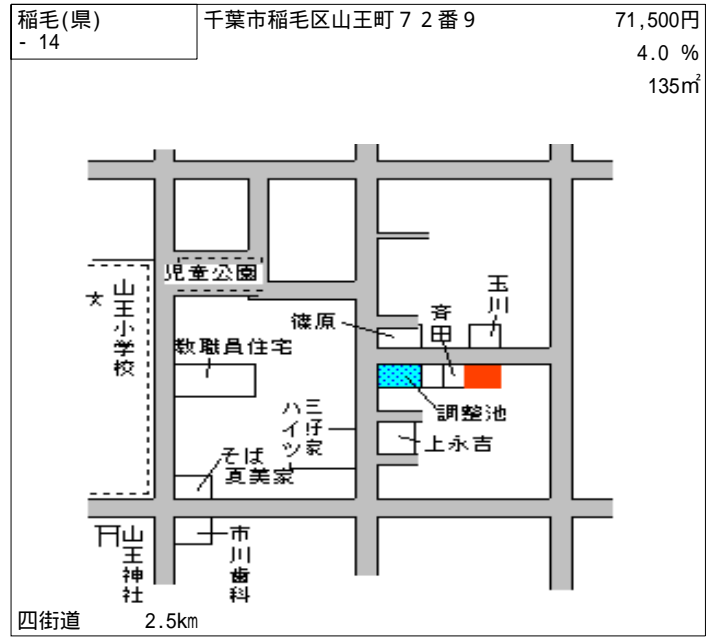 稲毛(県)
- 14
千葉市稲毛区山王町７２番９
71,500円
4.0 %
135㎡
児童公園
山王小学校
文
篠原
斉田
玉川
教職員住宅
調整池
上永吉
ハイツ
そば
真美家
山王神社
市川歯科
四街道 2.5km